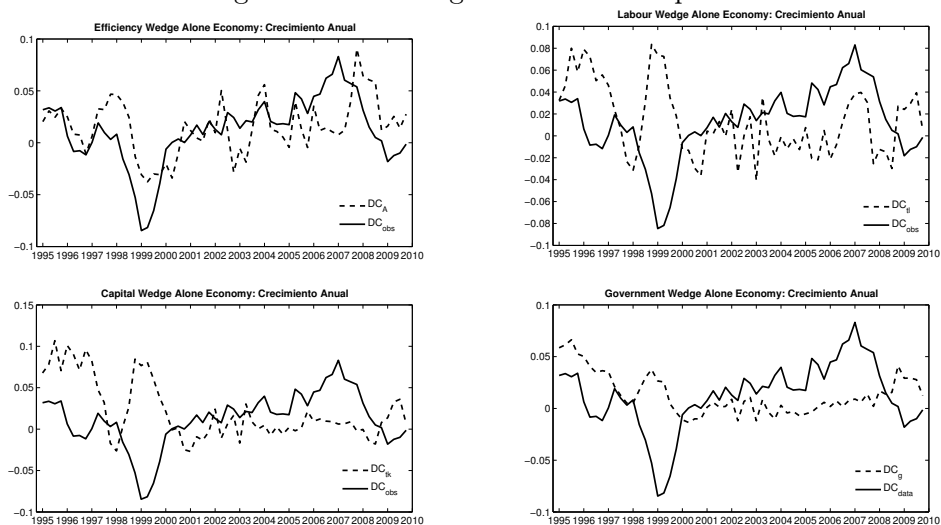 Efficiency Wedge Alone Economy: Crecimiento Anual
0.1
0.05
0
−0.05
−0.1
DC_A
DC_obs
1995 1996 1997 1998 1999 2000 2001 2002 2003 2004 2005 2006 2007 2008 2009 2010
Labour Wedge Alone Economy: Crecimiento Anual
0.1
0.08
0.06
0.04
0.02
0
−0.02
−0.04
−0.06
−0.08
−0.1
DC_tl
DC_obs
1995 1996 1997 1998 1999 2000 2001 2002 2003 2004 2005 2006 2007 2008 2009 2010
Capital Wedge Alone Economy: Crecimiento Anual
0.15
0.1
0.05
0
−0.05
−0.1
DC_tk
DC_obs
1995 1996 1997 1998 1999 2000 2001 2002 2003 2004 2005 2006 2007 2008 2009 2010
Government Wedge Alone Economy: Crecimiento Anual
0.1
0.05
0
−0.05
−0.1
DC_g
DC_data
1995 1996 1997 1998 1999 2000 2001 2002 2003 2004 2005 2006 2007 2008 2009 2010